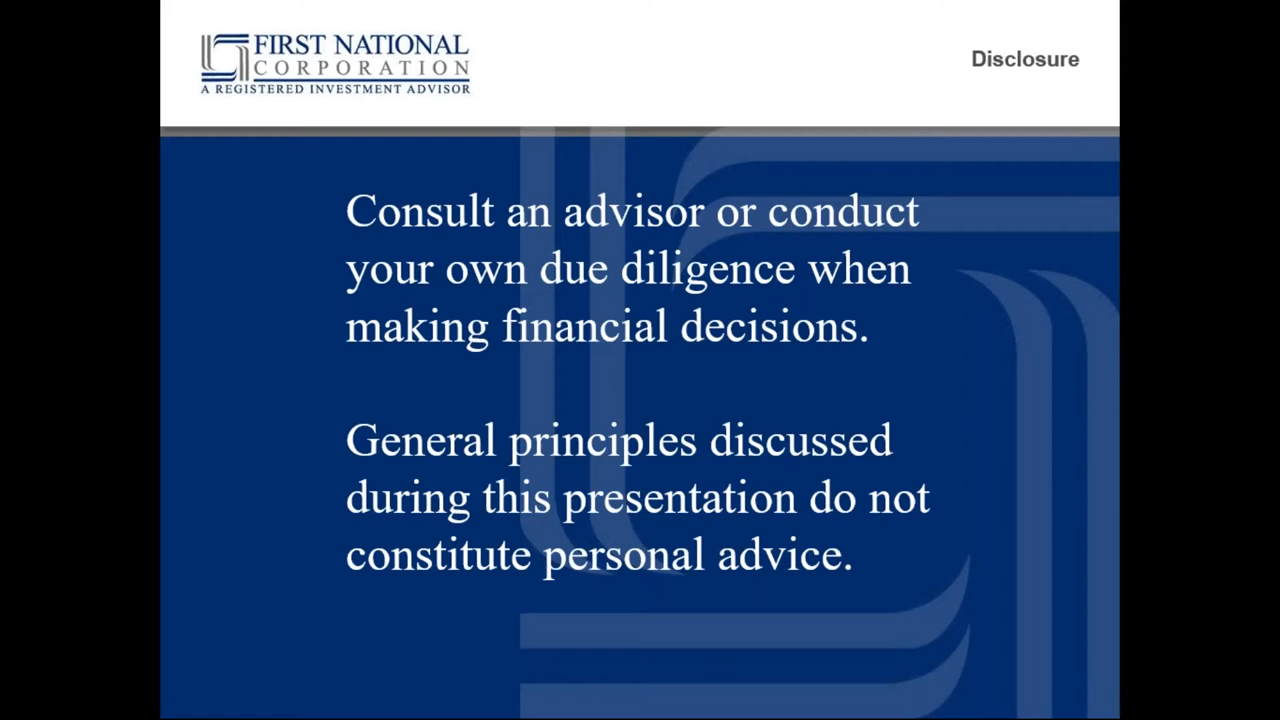 FIRST NATIONAL
CORPORATION
A REGISTERED INVESTMENT ADVISOR
Disclosure
Consult an advisor or conduct
your own due diligence when
making financial decisions.
General principles discussed
during this presentation do not
constitute personal advice.